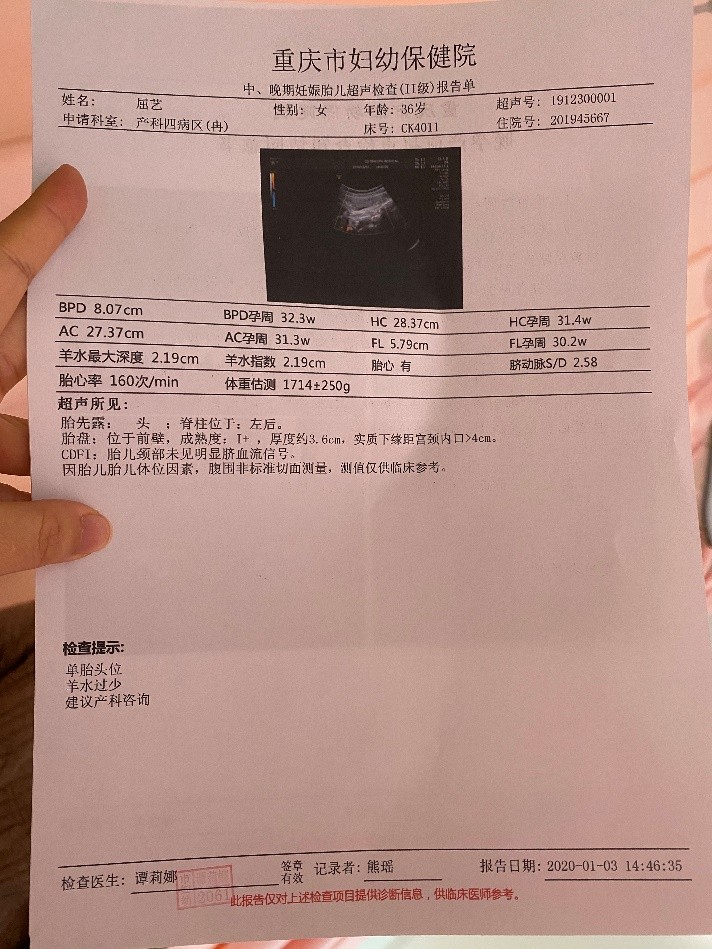 重庆市妇幼保健院
中、晚期妊娠胎儿超声检查(II级)报告单
姓名: 屈艺 性别: 女 年龄: 36岁 超声号: 1912300001
申请科室: 产科四病区(冉) 床号: CK4011 住院号: 201945667
BPD 8.07cm BPD孕周 32.3w HC 28.37cm HC孕周 31.4w
AC 27.37cm AC孕周 31.3w FL 5.79cm FL孕周 30.2w
羊水最大深度 2.19cm 羊水指数 2.19cm 胎心 有 脐动脉S/D 2.58
胎心率 160次/min 体重估测 1714±250g
超声所见:
胎先露: 头 ;脊柱位于: 左后。
胎盘: 位于前壁, 成熟度: I+ , 厚度约3.6cm, 实质下缘距宫颈内口>4cm。
CDFI: 胎儿颈部未见明显脐血流信号。
因胎儿胎儿体位因素, 腹围非标准切面测量, 测值仅供临床参考。
检查提示:
单胎头位
羊水过少
建议产科咨询
检查医生: 谭莉娜 签章有效 记录者: 熊瑶 报告日期: 2020-01-03 14:46:35
此报告仅对上述检查项目提供诊断信息, 供临床医师参考。